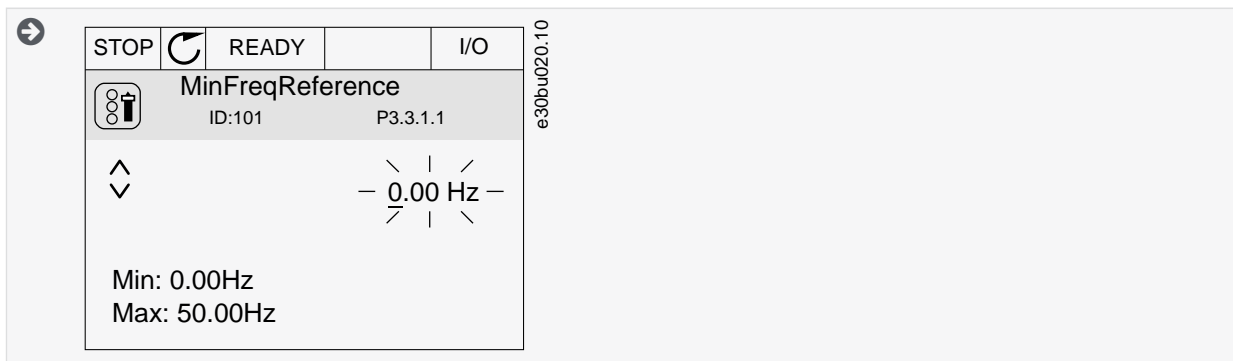 STOP READY I/O
MinFreqReference
ID:101 P3.3.1.1
0.00 Hz
Min: 0.00Hz
Max: 50.00Hz
e30bu020.10